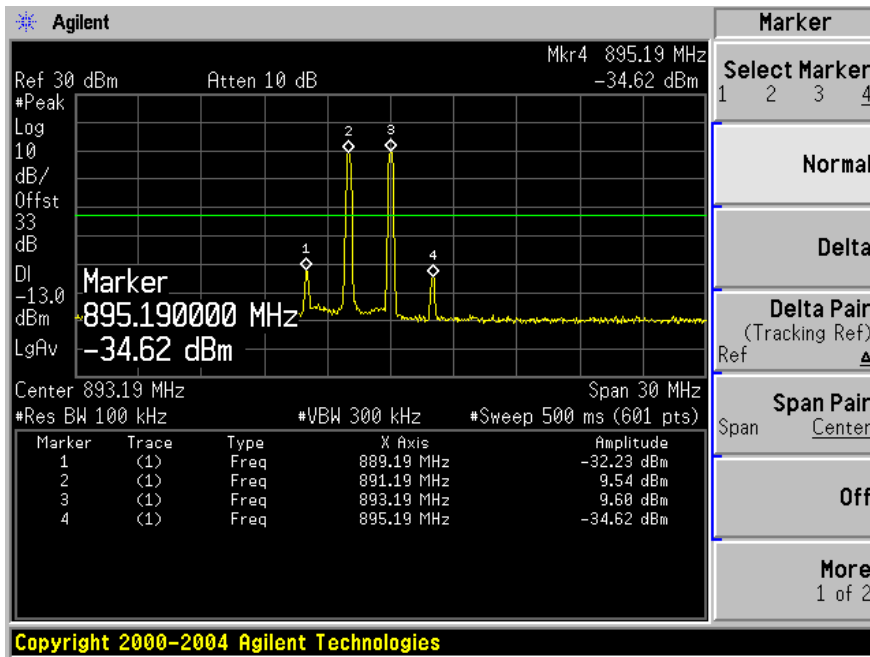 Agilent
Mkr4 895.19 MHz
Ref 30 dBm Atten 10 dB -34.62 dBm
#Peak
Log
10
dB/
Offst
33
dB
DI
-13.0
dBm
LgAv
1
2
3
4
Marker
895.190000 MHz
-34.62 dBm
Center 893.19 MHz Span 30 MHz
#Res BW 100 kHz #VBW 300 kHz #Sweep 500 ms (601 pts)
Marker Trace Type X Axis Amplitude
1 (1) Freq 889.19 MHz -32.23 dBm
2 (1) Freq 891.19 MHz 9.54 dBm
3 (1) Freq 893.19 MHz 9.60 dBm
4 (1) Freq 895.19 MHz -34.62 dBm
Marker
Select Marker
1 2 3 4
Normal
Delta
Delta Pair
(Tracking Ref)
Ref Δ
Span Pair
Span Center
Off
More
1 of 2
Copyright 2000-2004 Agilent Technologies